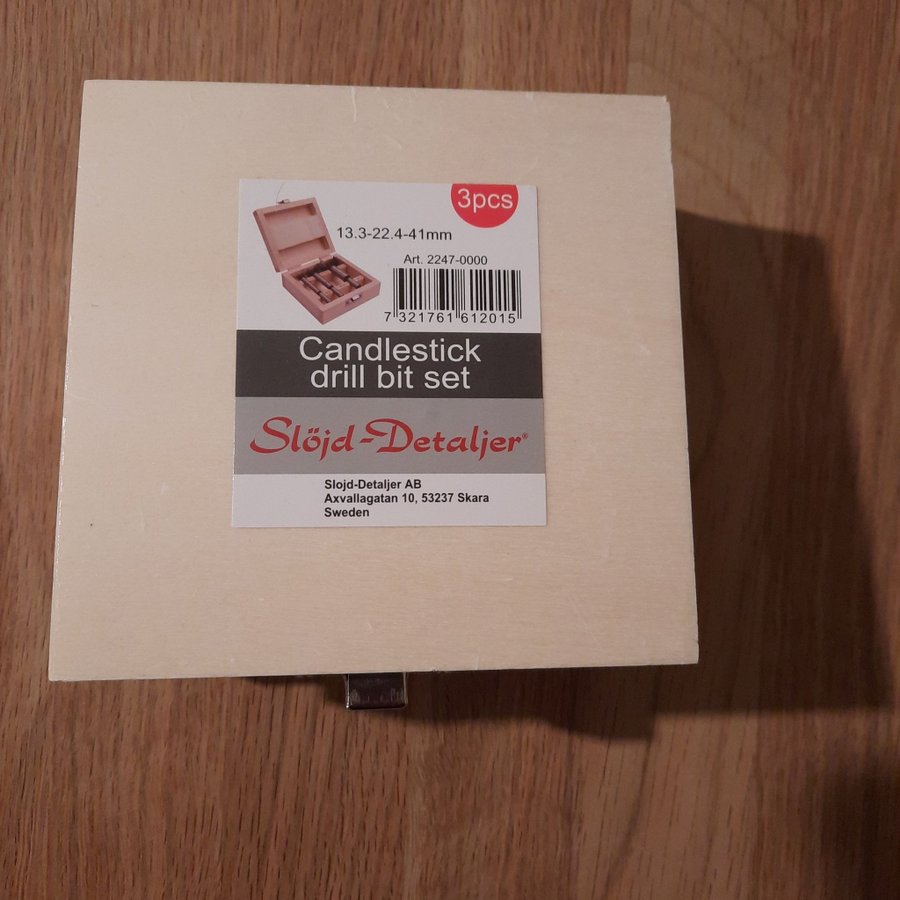 3pcs
13.3-22.4-41mm
Art. 2247-0000
7 321761 612015
Candlestick
drill bit set
Slöjd-Detaljer®
Slojd-Detaljer AB
Axvallagatan 10, 53237 Skara
Sweden